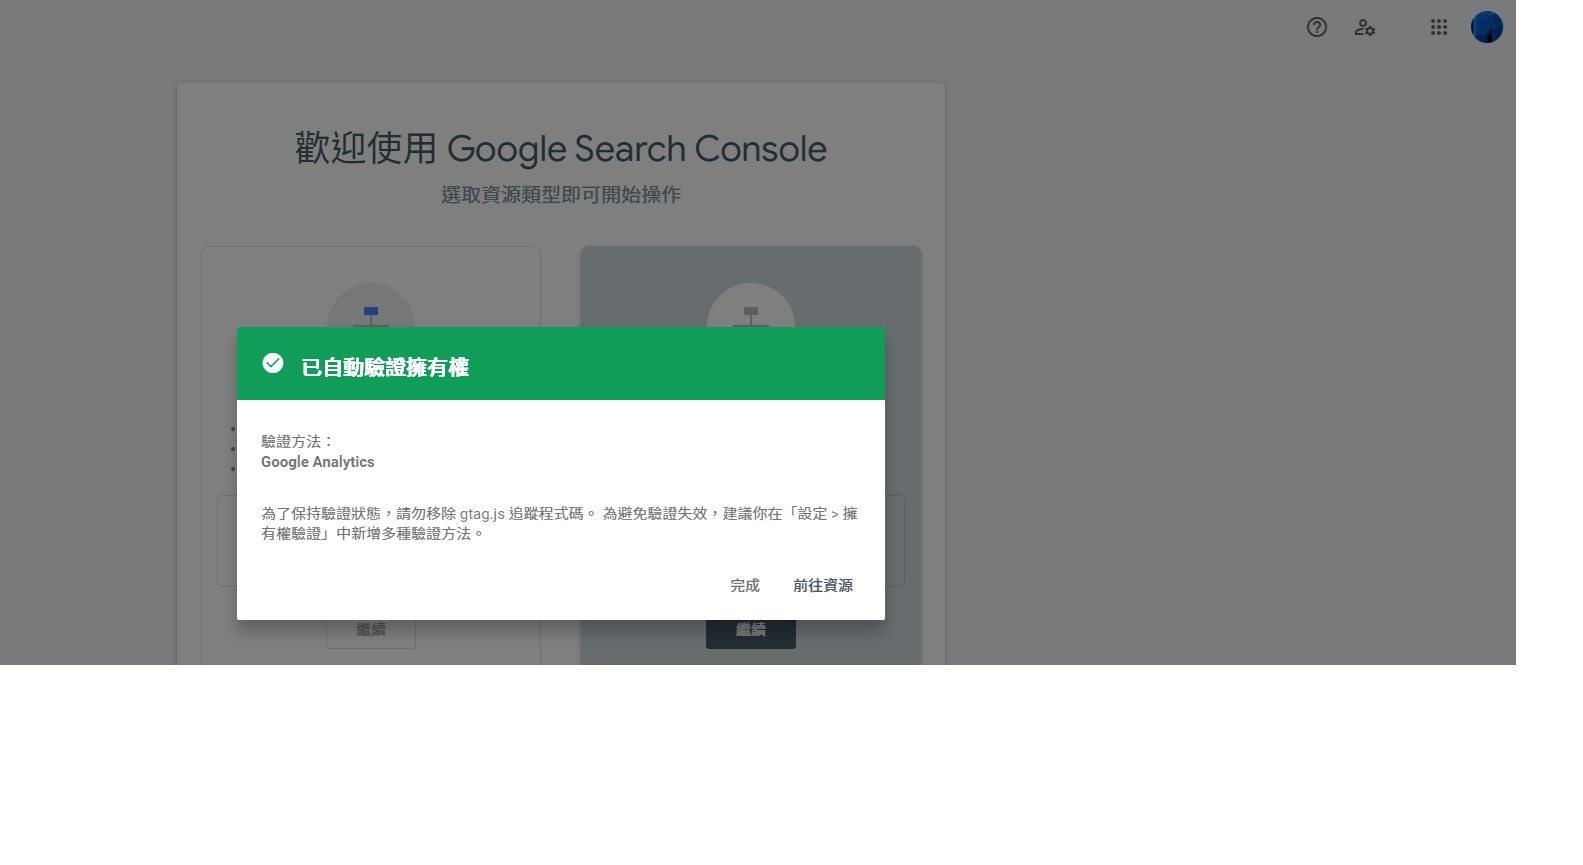 歡迎使用 Google Search Console
選取資源類型即可開始操作
已自動驗證擁有權
驗證方法：
Google Analytics
為了保持驗證狀態，請勿移除 gtag.js 追蹤程式碼。 為避免驗證失效，建議你在「設定 > 擁
有權驗證」中新增多種驗證方法。
完成 前往資源
繼續 繼續